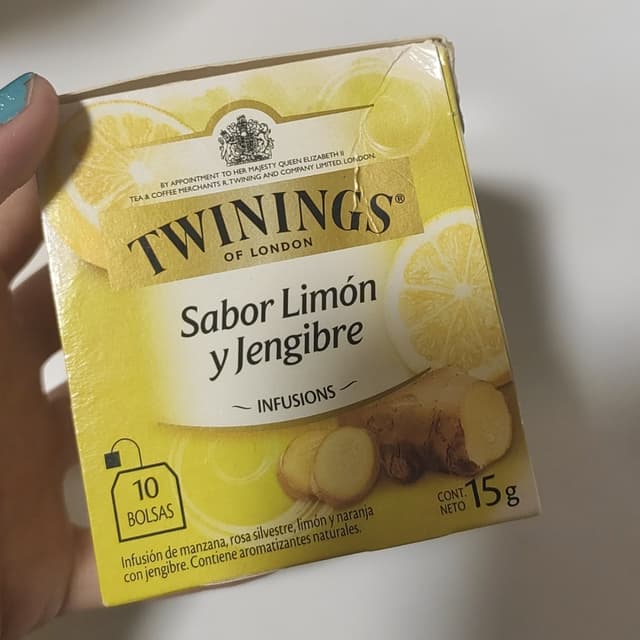 BY APPOINTMENT TO HER MAJESTY QUEEN ELIZABETH II
TEA & COFFEE MERCHANTS R. TWINING AND COMPANY LIMITED. LONDON.
TWININGS®
OF LONDON
Sabor Limón
y Jengibre
INFUSIONS
10
BOLSAS
CONT.
NETO 15 g
Infusión de manzana, rosa silvestre, limón y naranja
con jengibre. Contiene aromatizantes naturales.